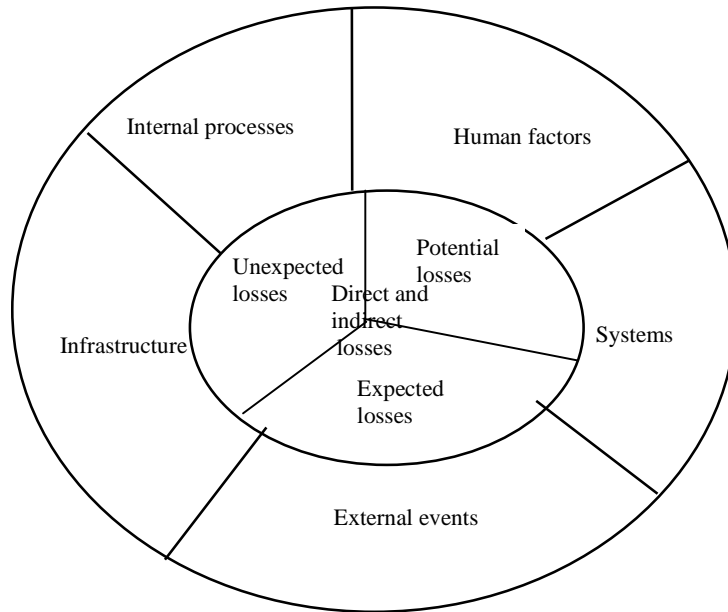 Internal processes
Human factors
Unexpected
losses
Potential
losses
Direct and
indirect
losses
Infrastructure
Systems
Expected
losses
External events